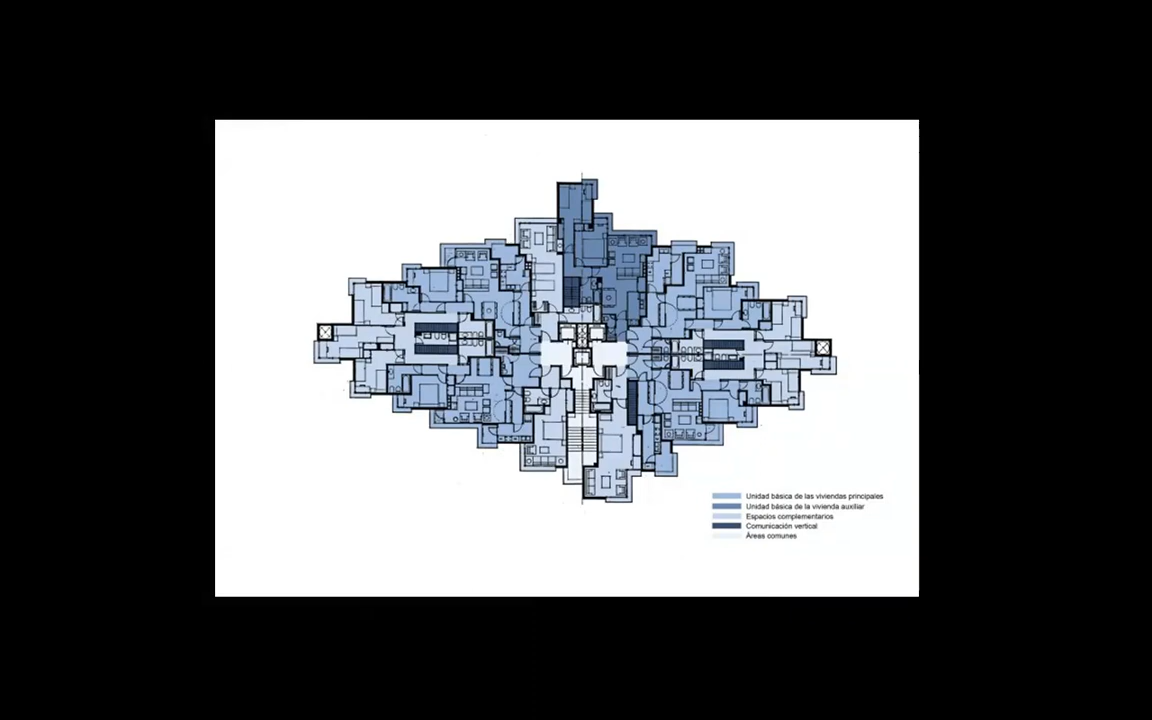 Unidad básica de las viviendas principales
Unidad básica de la vivienda auxiliar
Espacios complementarios
Comunicación vertical
Áreas comunes